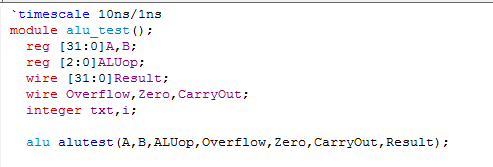 `timescale 10ns/1ns
module alu_test();
reg [31:0]A,B;
reg [2:0]ALUop;
wire [31:0]Result;
wire Overflow,Zero,CarryOut;
integer txt,i;
alu alutest(A,B,ALUop,Overflow,Zero,CarryOut,Result);